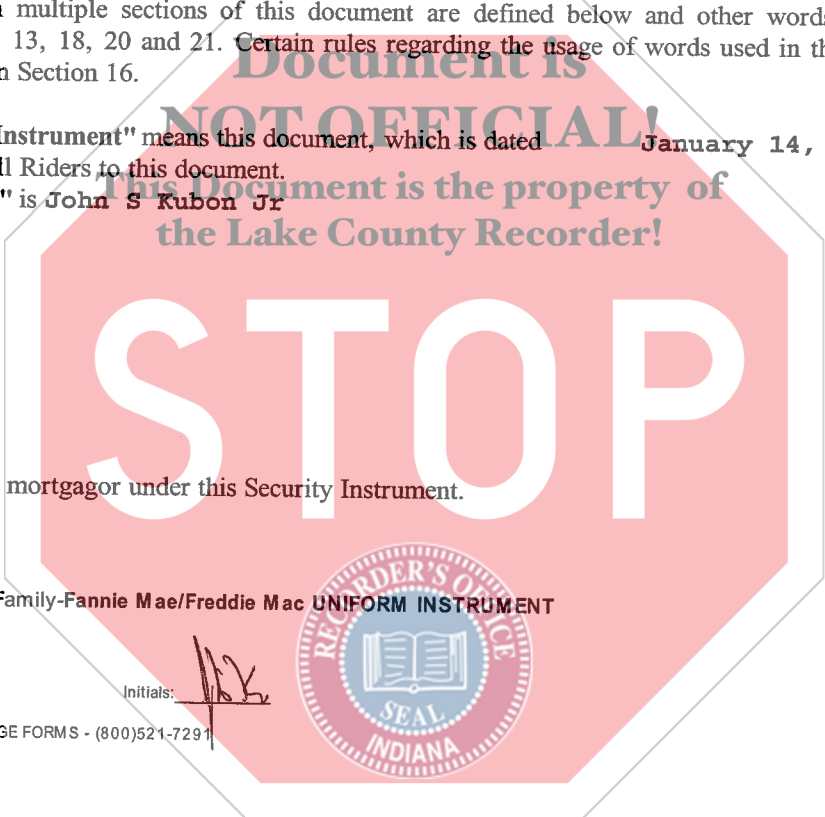 multiple sections of this document are defined below and other words
13, 18, 20 and 21. Certain rules regarding the usage of words used in th
n Section 16.
Document is
NOT OFFICIAL!
Instrument" means this document, which is dated January 14,
ll Riders to this document.
This Document is the property of
" is John S Kubon Jr
the Lake County Recorder!
STOP
mortgagor under this Security Instrument.
Family-Fannie Mae/Freddie Mac UNIFORM INSTRUMENT
RECORDER'S OFFICE
SEAL
INDIANA
Initials:
GE FORMS - (800)521-7291